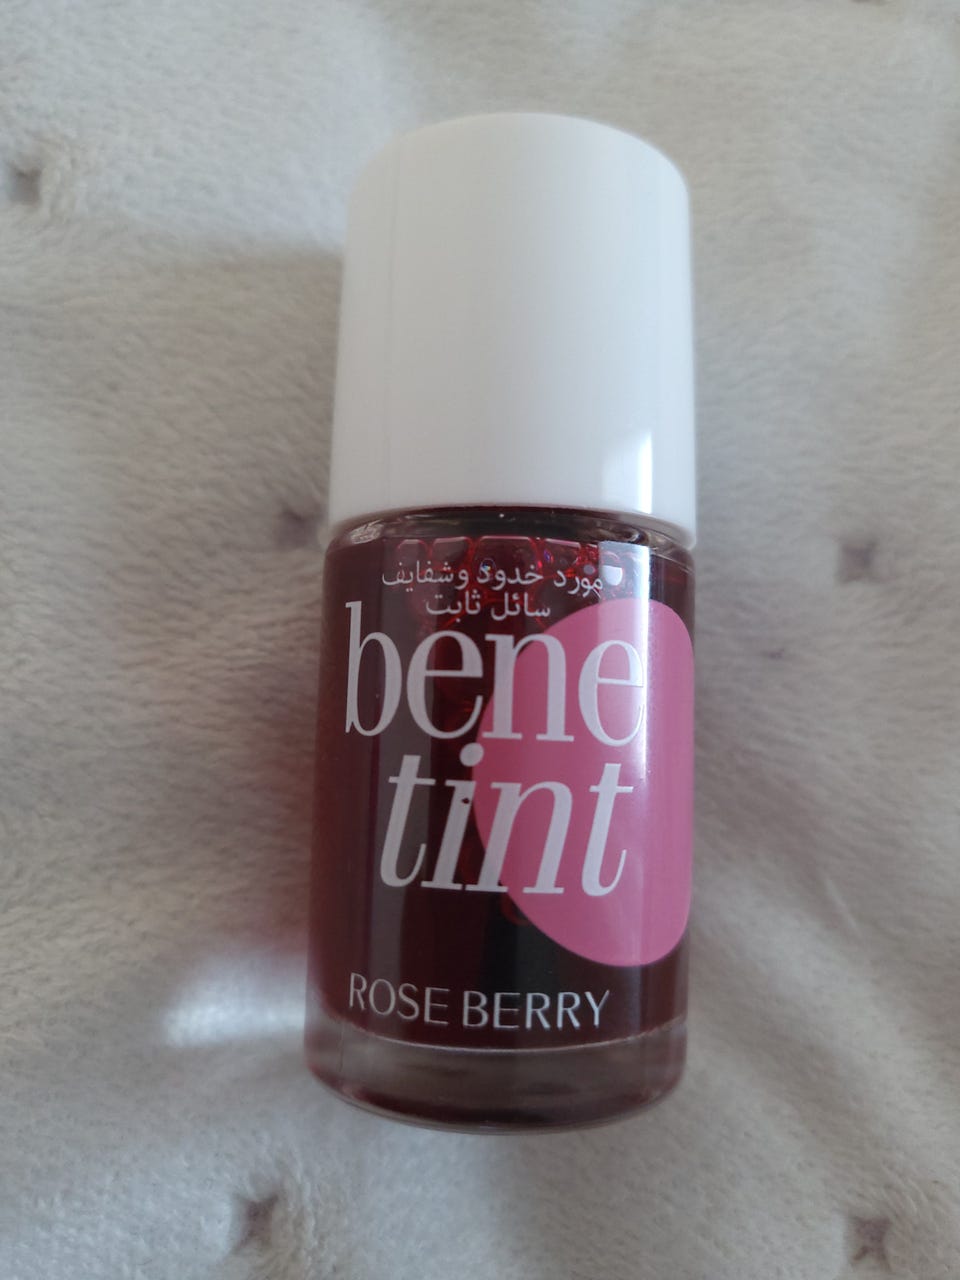 مورد خدود وشفايف
سائل ثابت
bene
tint
ROSE BERRY